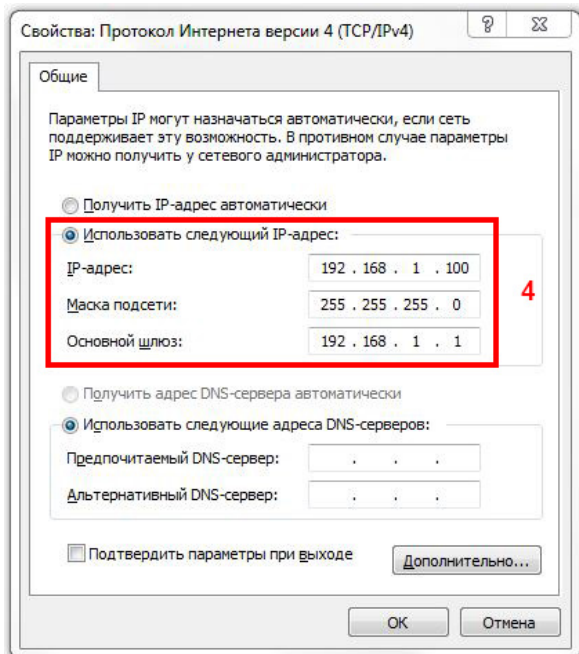 Свойства: Протокол Интернета версии 4 (TCP/IPv4)
Общие
Параметры IP могут назначаться автоматически, если сеть
поддерживает эту возможность. В противном случае параметры
IP можно получить у сетевого администратора.
Получить IP-адрес автоматически
Использовать следующий IP-адрес:
IP-адрес: 192 . 168 . 1 . 100
Маска подсети: 255 . 255 . 255 . 0
4
Основной шлюз: 192 . 168 . 1 . 1
Получить адрес DNS-сервера автоматически
Использовать следующие адреса DNS-серверов:
Предпочитаемый DNS-сервер: . . .
Альтернативный DNS-сервер: . . .
Подтвердить параметры при выходе
Дополнительно...
ОК Отмена